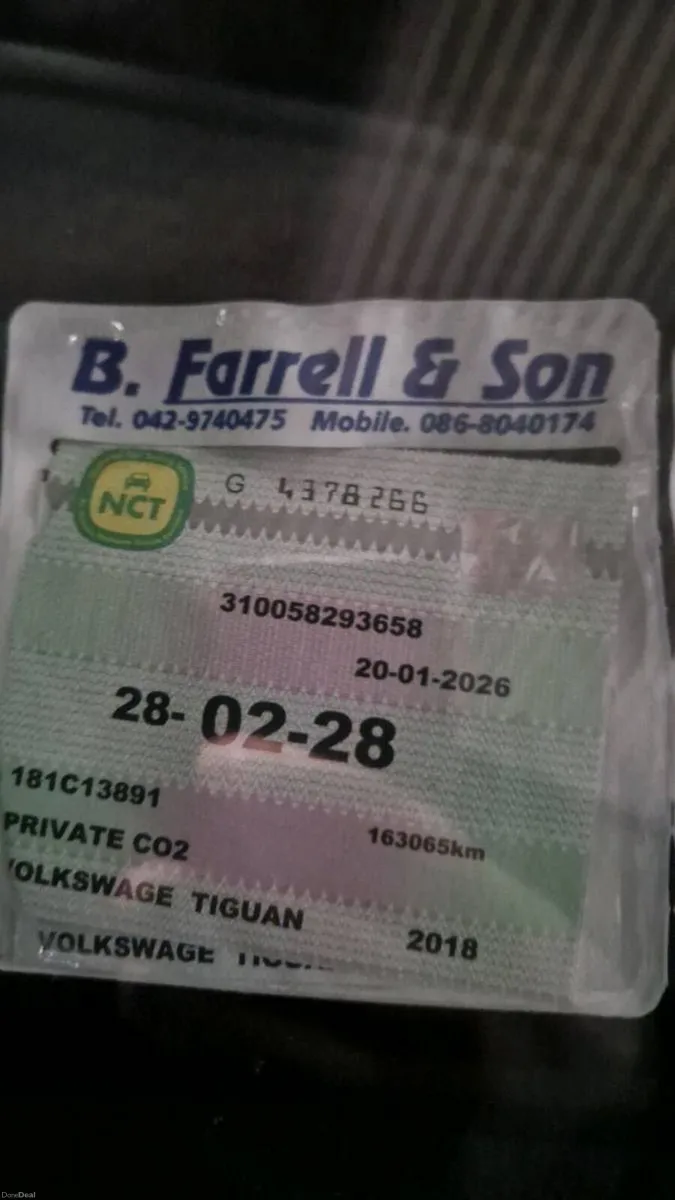 B. Farrell & Son
Tel. 042-9740475 Mobile. 086-8040174
NCT
G 4378266
310058293658
20-01-2026
28-02-28
181C13891
163065km
PRIVATE CO2
VOLKSWAGE TIGUAN
2018
VOLKSWAGE
DoneDeal